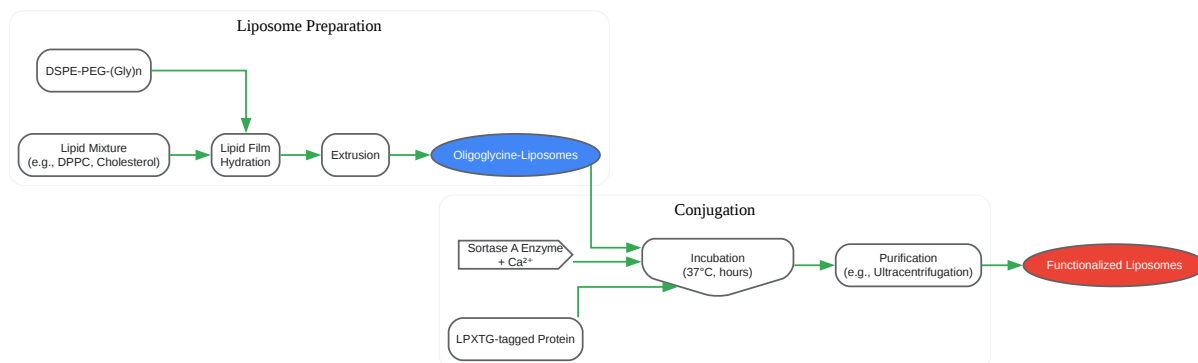 Liposome Preparation
DSPE-PEG-(Gly)n
Lipid Mixture
(e.g., DPPC, Cholesterol)
Lipid Film
Hydration
Extrusion
Oligoglycine-Liposomes
Conjugation
Sortase A Enzyme
+ Ca²⁺
Incubation
(37°C, hours)
Purification
(e.g., Ultracentrifugation)
Functionalized Liposomes
LPXTG-tagged Protein